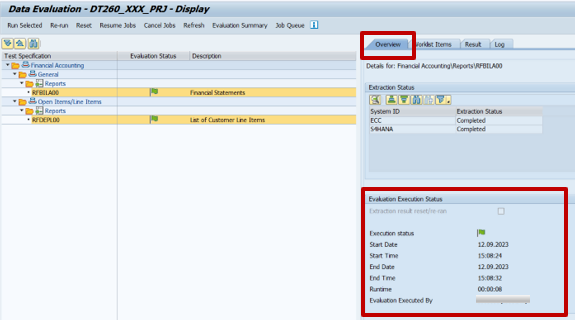 Data Evaluation - DT260_XXX_PRJ - Display
Run Selected Re-run Reset Resume Jobs Cancel Jobs Refresh Evaluation Summary Job Queue
Test Specification Evaluation Status Description
Financial Accounting
General
Reports
RFBILA00 Financial Statements
Open Items/Line Items
Reports
RFDEPL00 List of Customer Line Items
Overview Worklist Items Result Log
Details for: Financial Accounting\Reports\RFBILA00
Extraction Status
System ID Extraction Status
ECC Completed
S4HANA Completed
Evaluation Execution Status
Extraction result reset/re-run
Execution status
Start Date 12.09.2023
Start Time 15:08:24
End Date 12.09.2023
End Time 15:08:32
Runtime 00:00:08
Evaluation Executed By